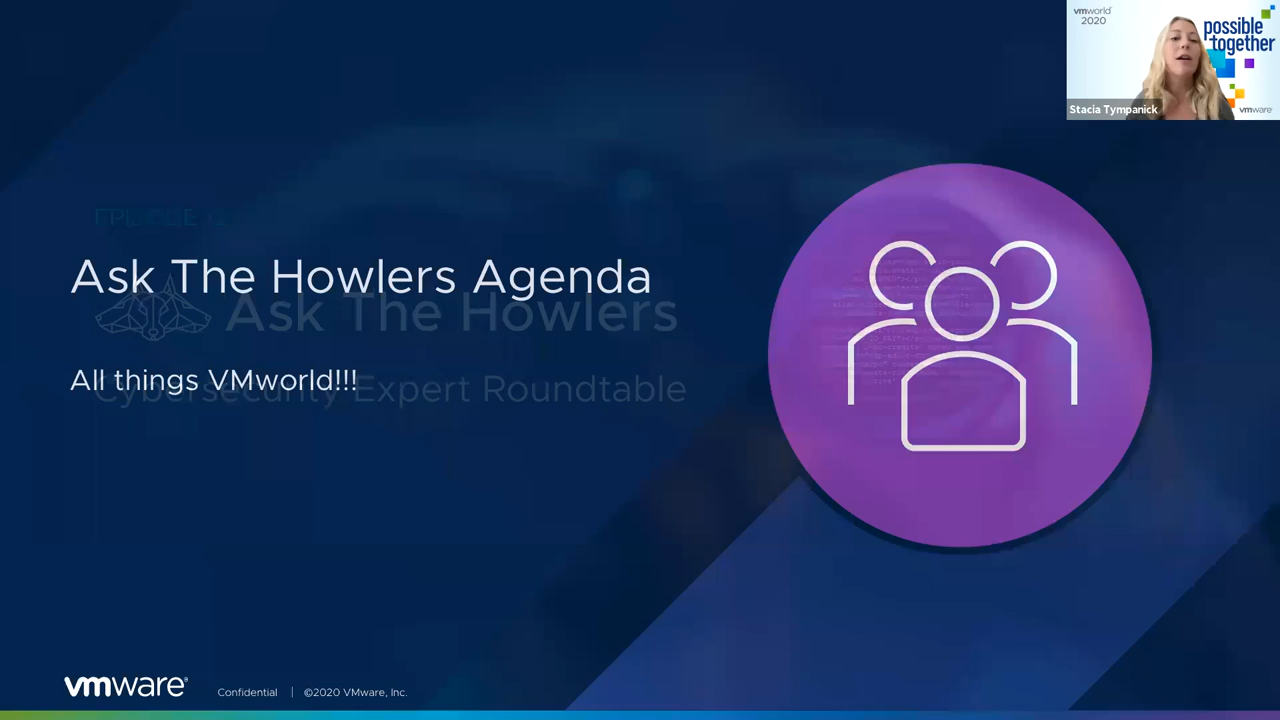 vmworld
2020
possible
together
vmware
Stacia Tympanick
Ask The Howlers Agenda
Ask The Howlers
All things VMworld!!!
Cybersecurity Expert Roundtable
vmware
Confidential | ©2020 VMware, Inc.